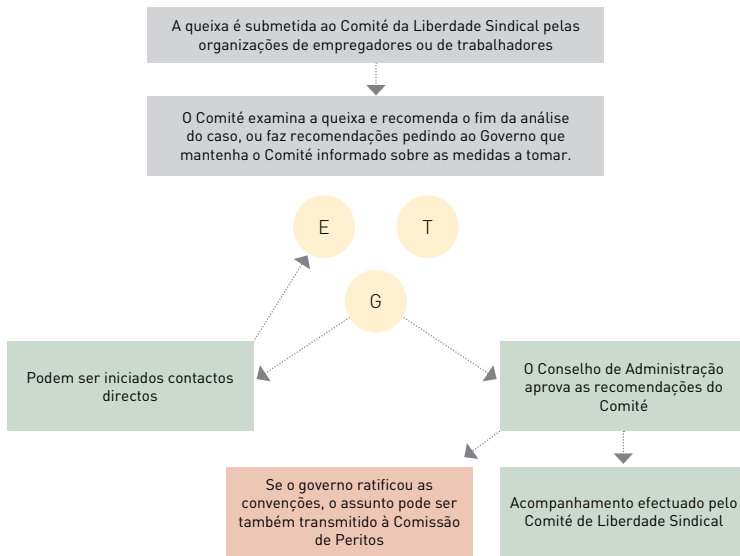 A queixa é submetida ao Comité da Liberdade Sindical pelas
organizações de empregadores ou de trabalhadores
O Comité examina a queixa e recomenda o fim da análise
do caso, ou faz recomendações pedindo ao Governo que
mantenha o Comité informado sobre as medidas a tomar.
E
T
G
Podem ser iniciados contactos
directos
O Conselho de Administração
aprova as recomendações do
Comité
Se o governo ratificou as
convenções, o assunto pode ser
também transmitido à Comissão
de Peritos
Acompanhamento efectuado pelo
Comité de Liberdade Sindical